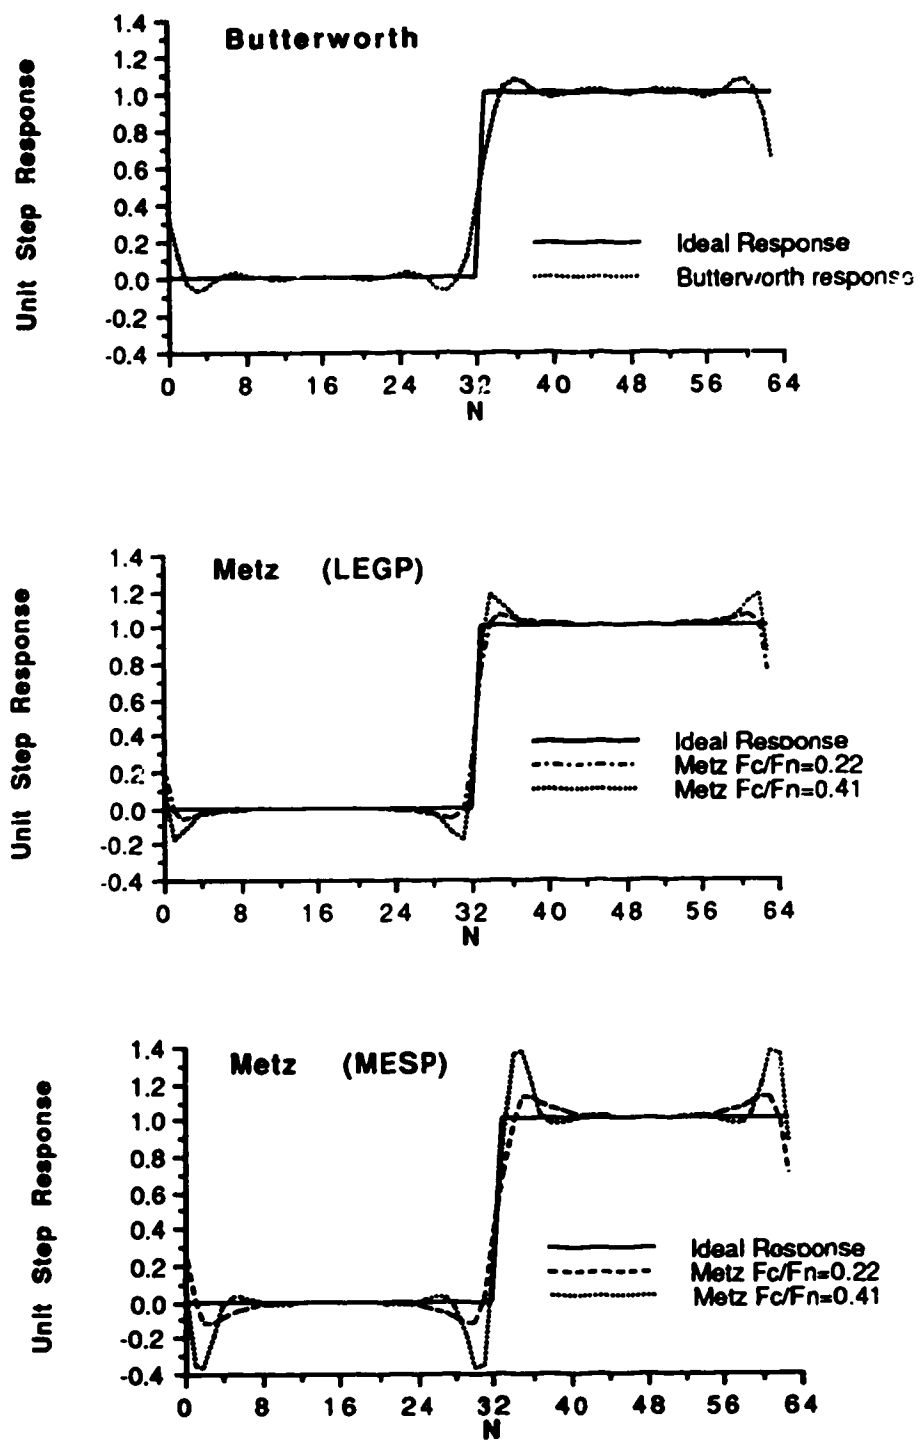 Butterworth
Unit Step Response
1.4
1.2
1.0
0.8
0.6
0.4
0.2
0.0
-0.2
-0.4
Ideal Response
Butterworth response
0 8 16 24 32 40 48 56 64
N
Metz (LEGP)
Unit Step Response
1.4
1.2
1.0
0.8
0.6
0.4
0.2
0.0
-0.2
-0.4
Ideal Response
Metz Fc/Fn=0.22
Metz Fc/Fn=0.41
0 8 16 24 32 40 48 56 64
N
Metz (MESP)
Unit Step Response
1.4
1.2
1.0
0.8
0.6
0.4
0.2
0.0
-0.2
-0.4
Ideal Response
Metz Fc/Fn=0.22
Metz Fc/Fn=0.41
0 8 16 24 32 40 48 56 64
N